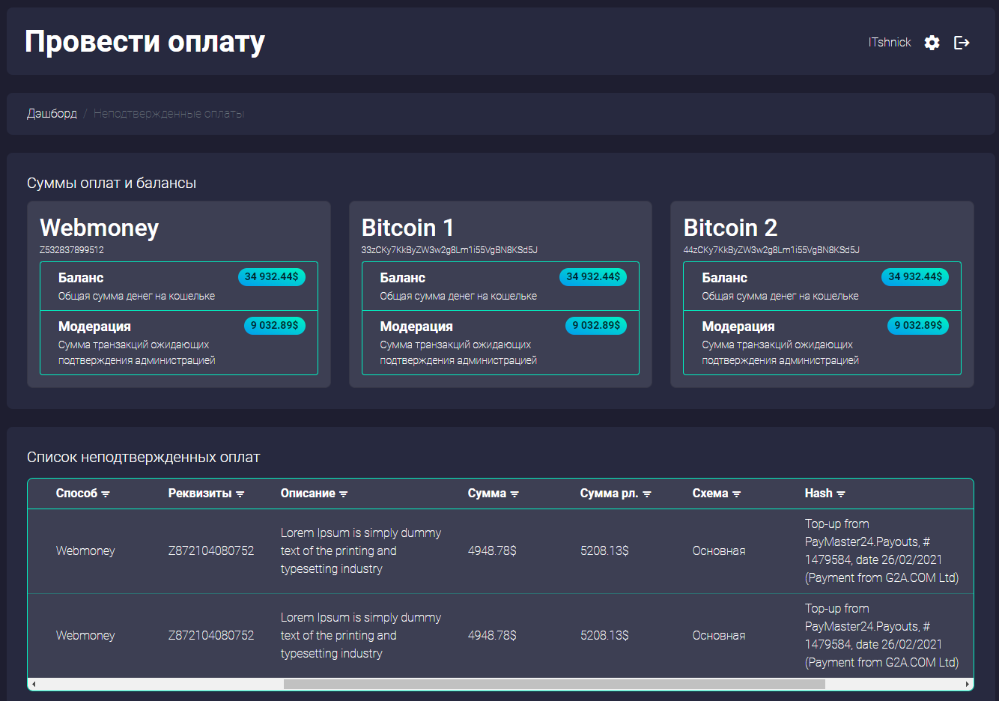 Провести оплату
ITshnick
Дэшборд / Неподтвержденные оплаты
Суммы оплат и балансы
Webmoney
Z532837899512
Баланс 34 932.44$
Общая сумма денег на кошельке
Модерация 9 032.89$
Сумма транзакций ожидающих
подтверждения администрацией
Bitcoin 1
33zCKy7KkByZW3w2g8Lm1i55VgBN8KSd5J
Баланс 34 932.44$
Общая сумма денег на кошельке
Модерация 9 032.89$
Сумма транзакций ожидающих
подтверждения администрацией
Bitcoin 2
44zCKy7KkByZW3w2g8Lm1i55VgBN8KSd5J
Баланс 34 932.44$
Общая сумма денег на кошельке
Модерация 9 032.89$
Сумма транзакций ожидающих
подтверждения администрацией
Список неподтвержденных оплат
Способ Реквизиты Описание Сумма Сумма рл. Схема Hash
Webmoney
Z872104080752
Lorem Ipsum is simply dummy
text of the printing and
typesetting industry
4948.78$
5208.13$
Основная
Top-up from
PayMaster24.Payouts, #
1479584, date 26/02/2021
(Payment from G2A.COM Ltd)
Webmoney
Z872104080752
Lorem Ipsum is simply dummy
text of the printing and
typesetting industry
4948.78$
5208.13$
Основная
Top-up from
PayMaster24.Payouts, #
1479584, date 26/02/2021
(Payment from G2A.COM Ltd)